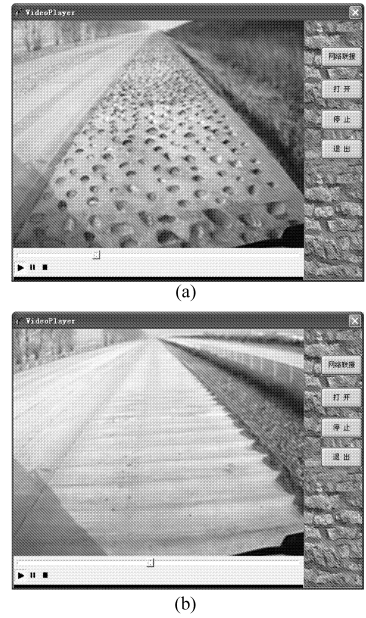 VideoPlayer
网络联接
打 开
停 止
退 出
(a)
VideoPlayer
网络联接
打 开
停 止
退 出
(b)